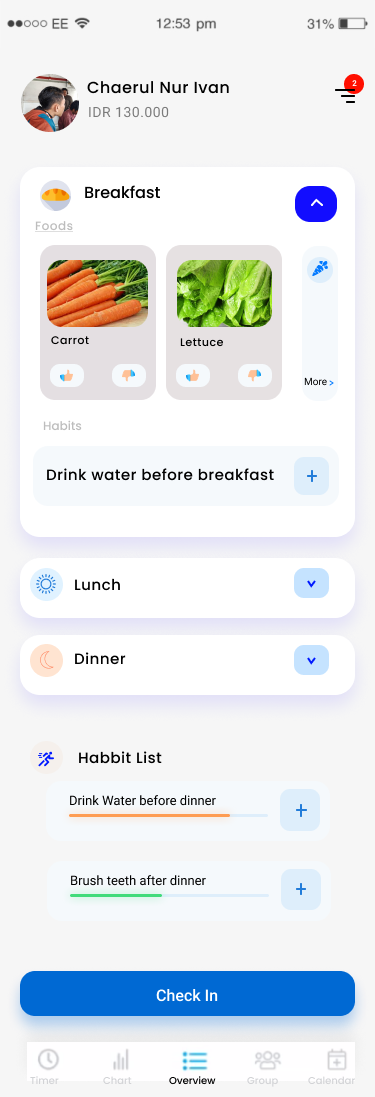 EE 12:53 pm 31%
2
Chaerul Nur Ivan
IDR 130.000
Breakfast
Foods
Carrot
Lettuce
More >
Habits
Drink water before breakfast
+
Lunch
Dinner
Habbit List
Drink Water before dinner
+
Brush teeth after dinner
+
Check In
Timer Chart Overview Group Calendar